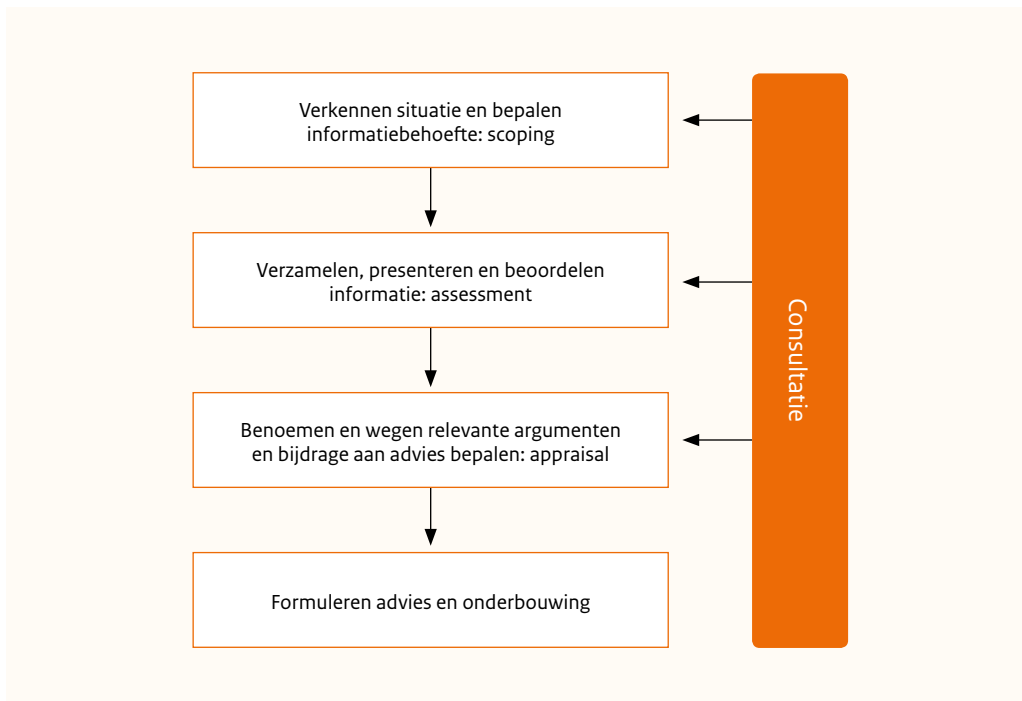 Verkennen situatie en bepalen
informatiebehoefte: scoping
Verzamelen, presenteren en beoordelen
informatie: assessment
Benoemen en wegen relevante argumenten
en bijdrage aan advies bepalen: appraisal
Formuleren advies en onderbouwing
Consultatie